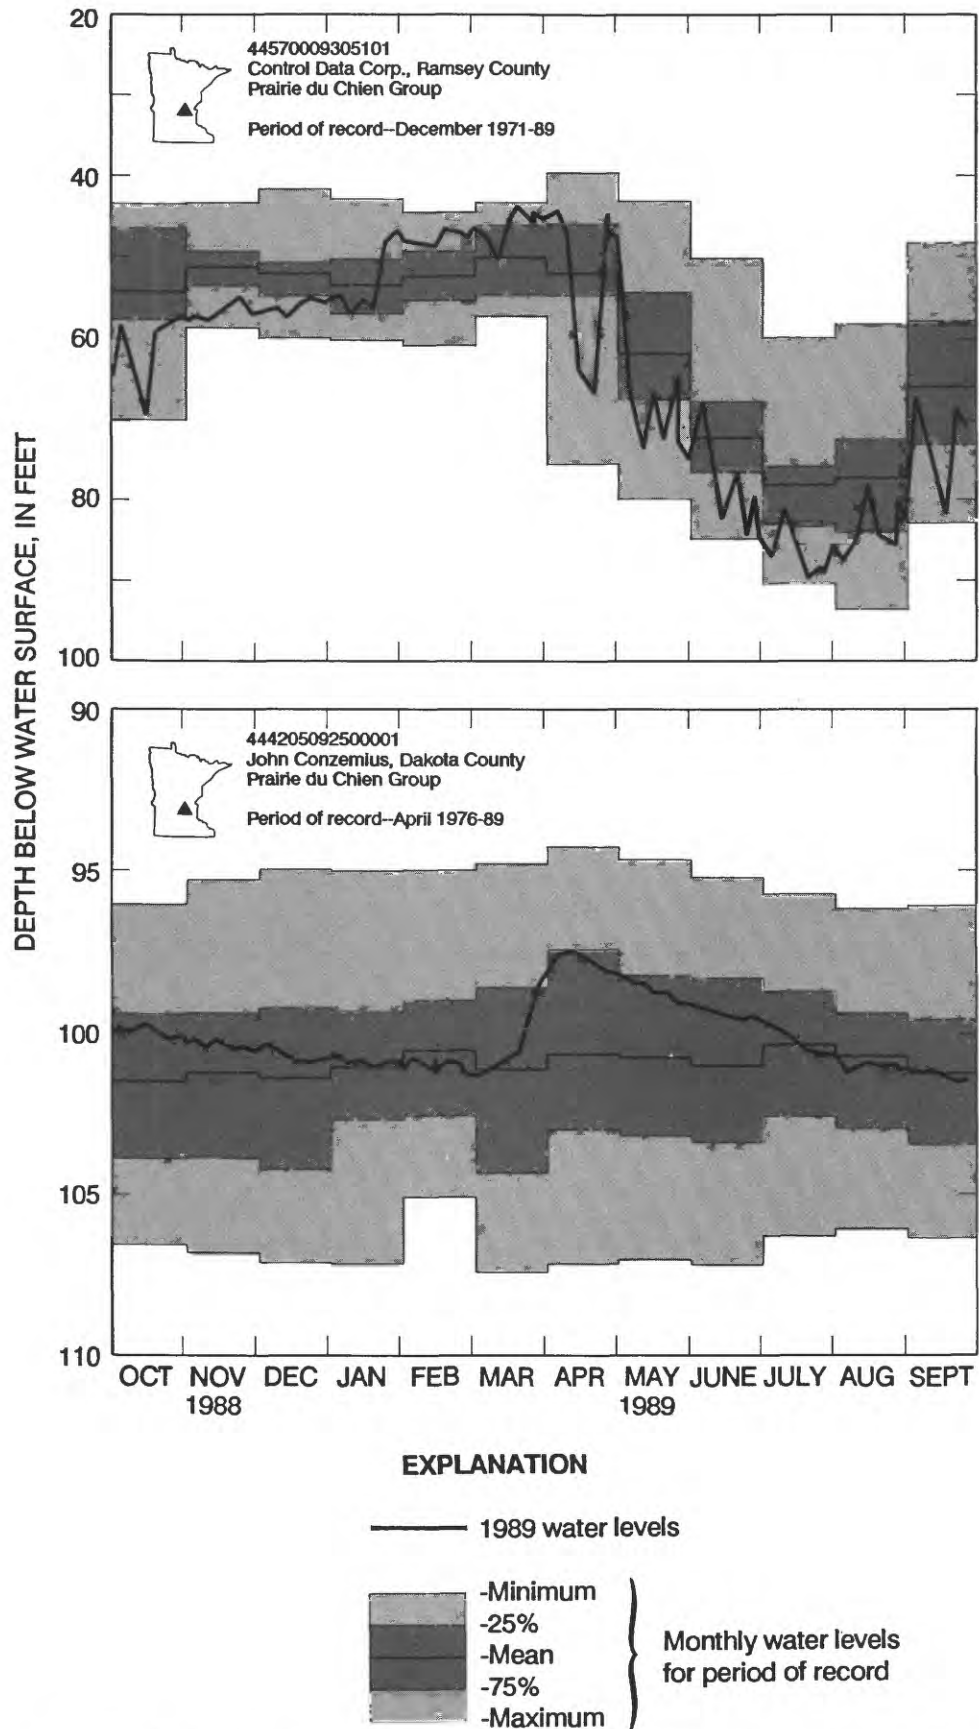 DEPTH BELOW WATER SURFACE, IN FEET
20
40
60
80
100
44570009305101
Control Data Corp., Ramsey County
Prairie du Chien Group
Period of record--December 1971-89
90
95
100
105
110
444205092500001
John Conzemius, Dakota County
Prairie du Chien Group
Period of record--April 1976-89
OCT NOV DEC JAN FEB MAR APR MAY JUNE JULY AUG SEPT
1988 1989
EXPLANATION
1989 water levels
-Minimum
-25%
-Mean
-75%
-Maximum
Monthly water levels
for period of record